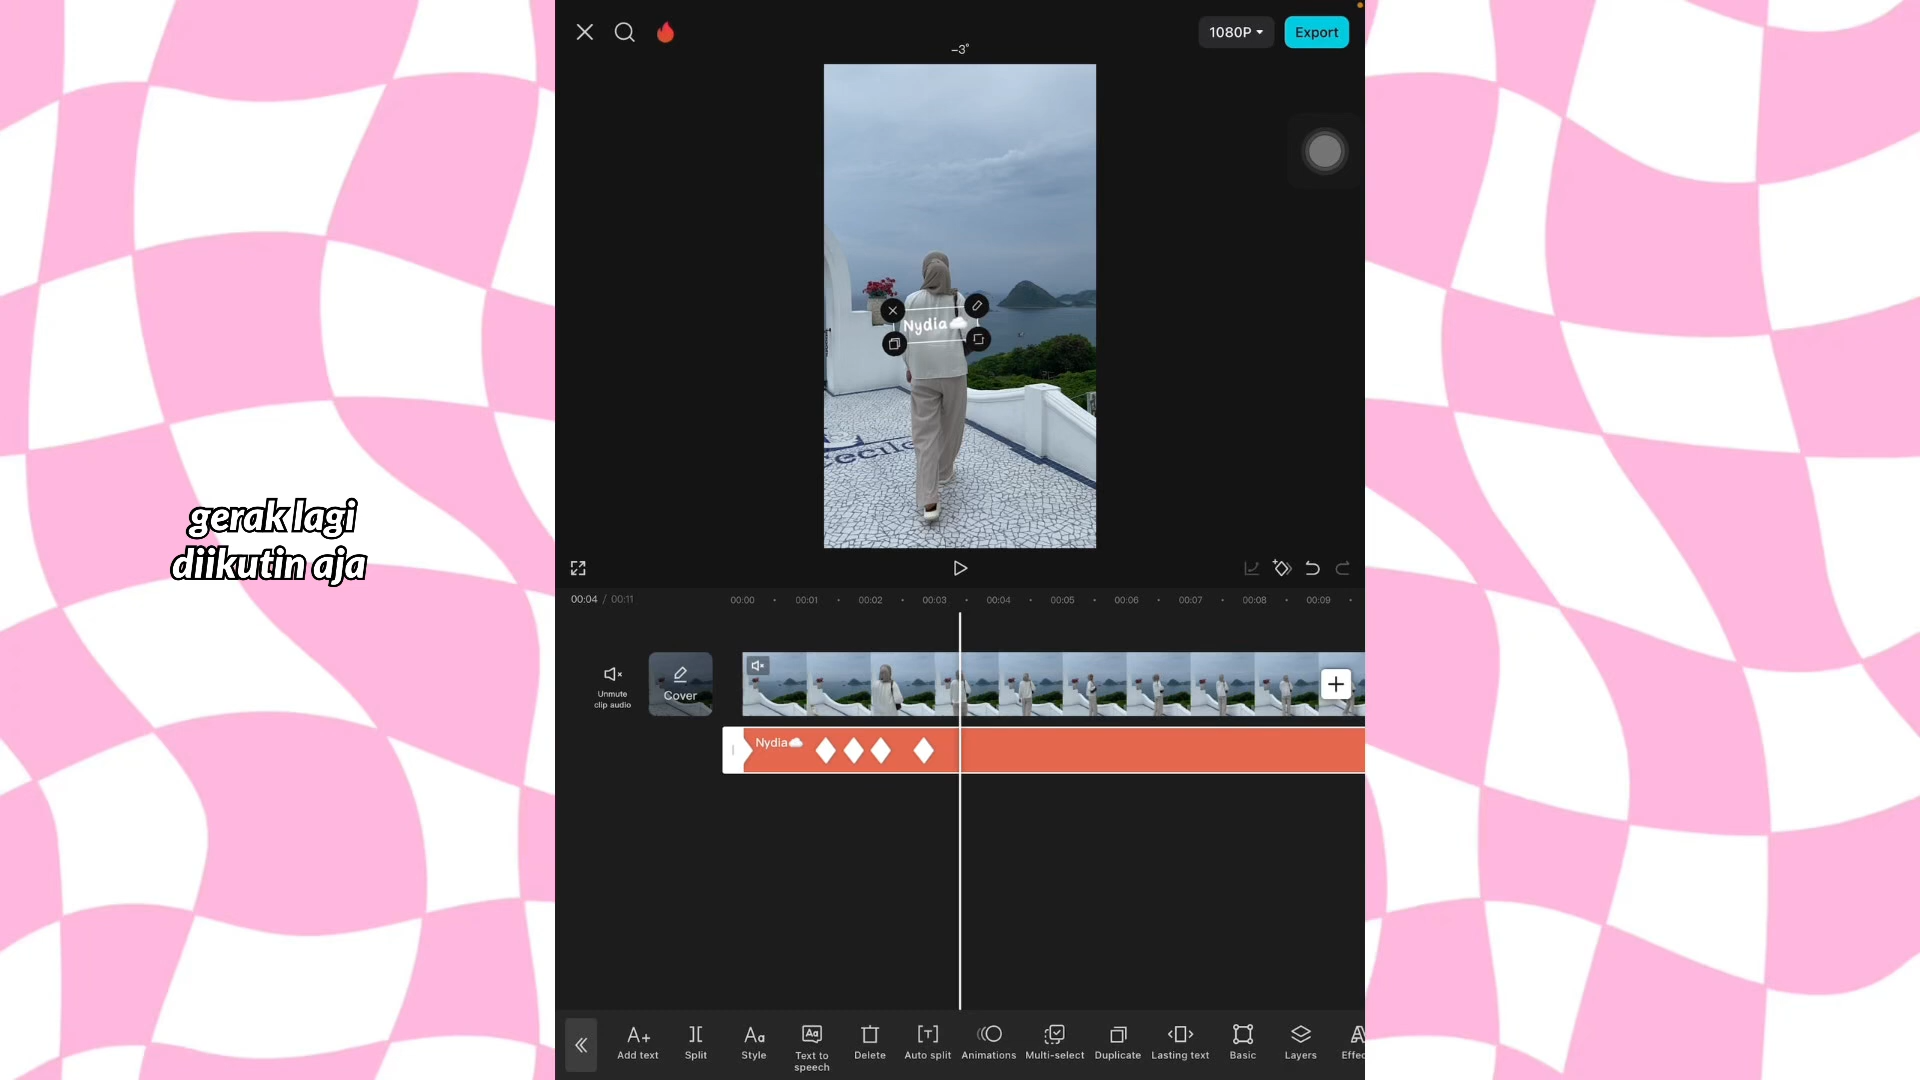 1080P
Export
-3°
Nydia
ecile
gerak lagi
diikutin aja
00:04 / 00:11
00:00
00:01
00:02
00:03
00:04
00:05
00:06
00:07
00:08
00:09
Unmute
clip audio
Cover
Nydia
Add text
Split
Style
Text to
speech
Delete
Auto split
Animations
Multi-select
Duplicate
Lasting text
Basic
Layers
Effec